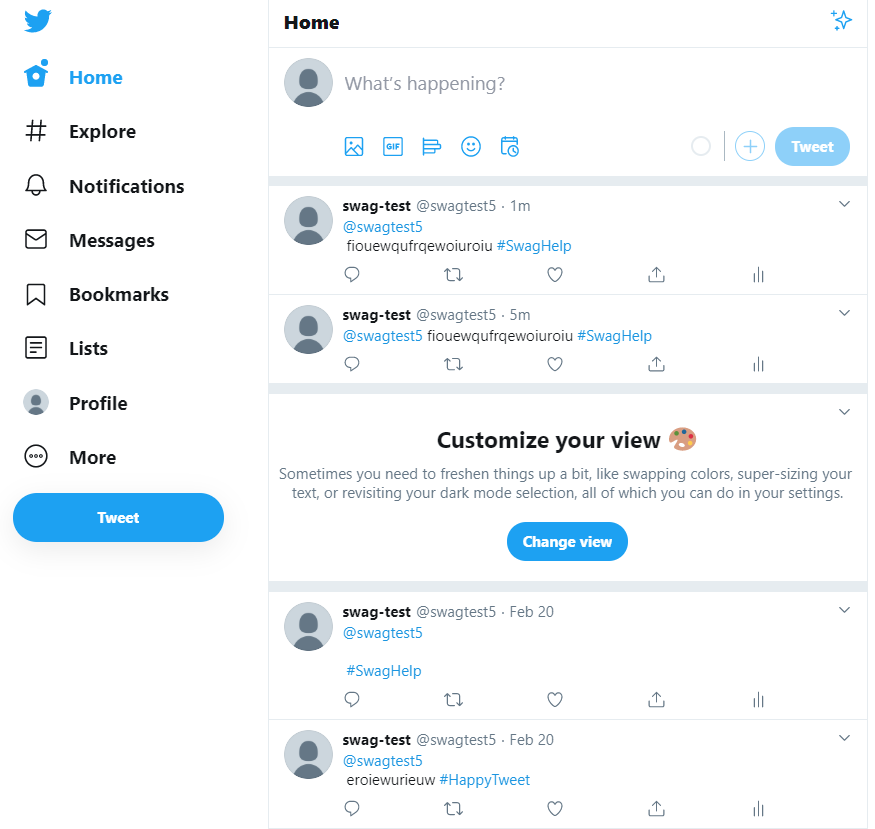 Home
Explore
Notifications
Messages
Bookmarks
Lists
Profile
More
Tweet
Home
What's happening?
GIF
Tweet
swag-test @swagtest5 · 1m
@swagtest5
fiouewqufrqewoiuroiu #SwagHelp
swag-test @swagtest5 · 5m
@swagtest5 fiouewqufrqewoiuroiu #SwagHelp
Customize your view
Sometimes you need to freshen things up a bit, like swapping colors, super-sizing your
text, or revisiting your dark mode selection, all of which you can do in your settings.
Change view
swag-test @swagtest5 · Feb 20
@swagtest5
#SwagHelp
swag-test @swagtest5 · Feb 20
@swagtest5
eroiewurieuw #HappyTweet